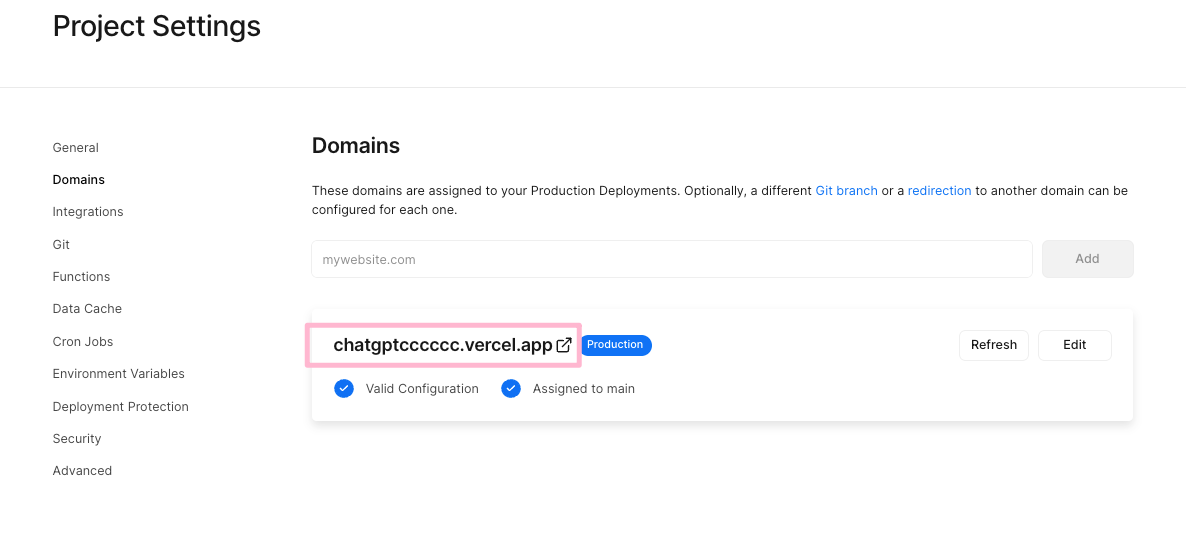 Project Settings
General
Domains
Integrations
Git
Functions
Data Cache
Cron Jobs
Environment Variables
Deployment Protection
Security
Advanced
Domains
These domains are assigned to your Production Deployments. Optionally, a different Git branch or a redirection to another domain can be
configured for each one.
mywebsite.com
Add
chatgptcccccc.vercel.app
Production
Refresh
Edit
Valid Configuration
Assigned to main